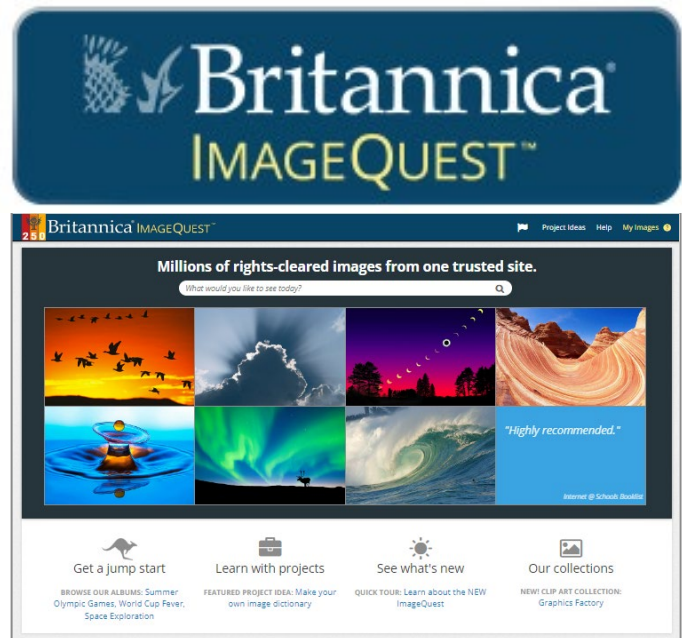 Britannica®
IMAGEQUEST™
250 Britannica® IMAGEQUEST™ Project Ideas Help My Images ?
Millions of rights-cleared images from one trusted site.
What would you like to see today?
"Highly recommended."
Internet @ Schools Booklist
Get a jump start Learn with projects See what's new Our collections
BROWSE OUR ALBUMS: Summer
Olympic Games, World Cup Fever,
Space Exploration
FEATURED PROJECT IDEA: Make your
own image dictionary
QUICK TOUR: Learn about the NEW
ImageQuest
NEW! CLIP ART COLLECTION:
Graphics Factory